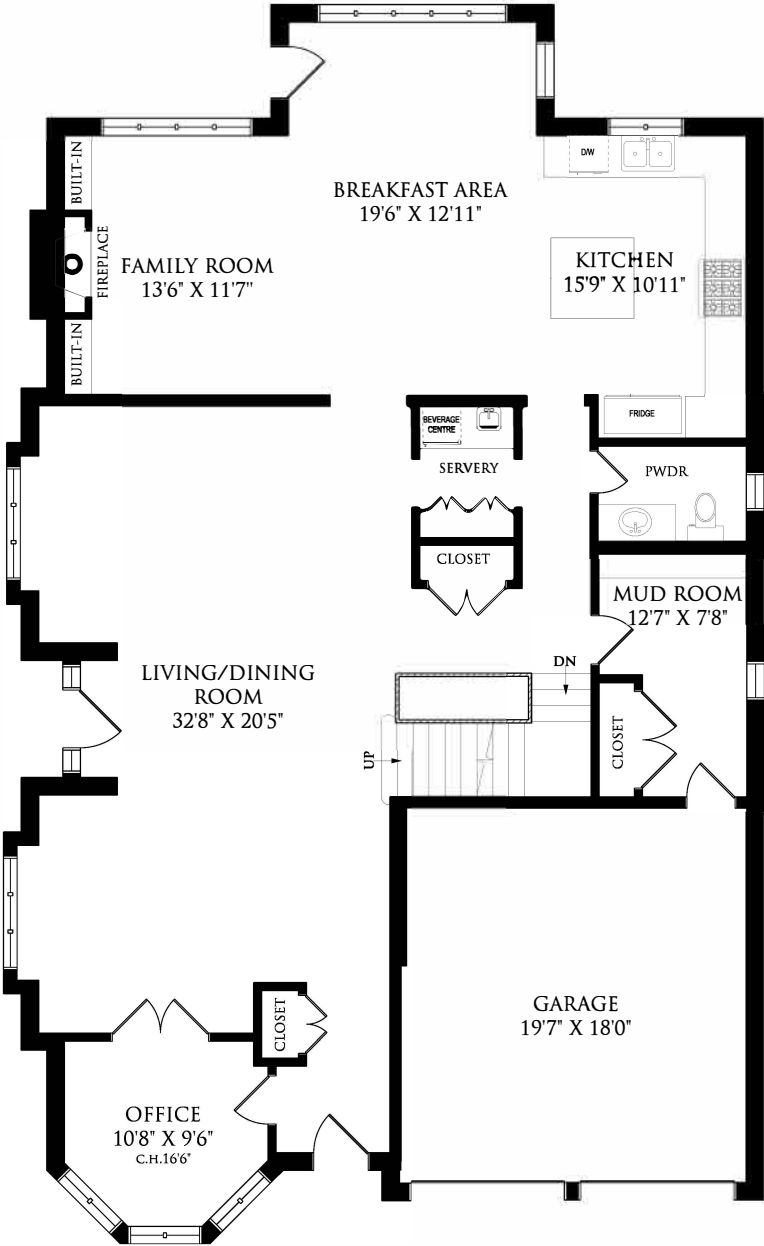 BUILT-IN
D/W
BREAKFAST AREA
19'6" X 12'11"
FIREPLACE
FAMILY ROOM
13'6" X 11'7"
KITCHEN
15'9" X 10'11"
BUILT-IN
BEVERAGE
CENTRE
FRIDGE
SERVERY
PWDR
CLOSET
MUD ROOM
12'7" X 7'8"
LIVING/DINING
ROOM
32'8" X 20'5"
DN
UP
CLOSET
GARAGE
19'7" X 18'0"
CLOSET
OFFICE
10'8" X 9'6"
C.H.16'6"